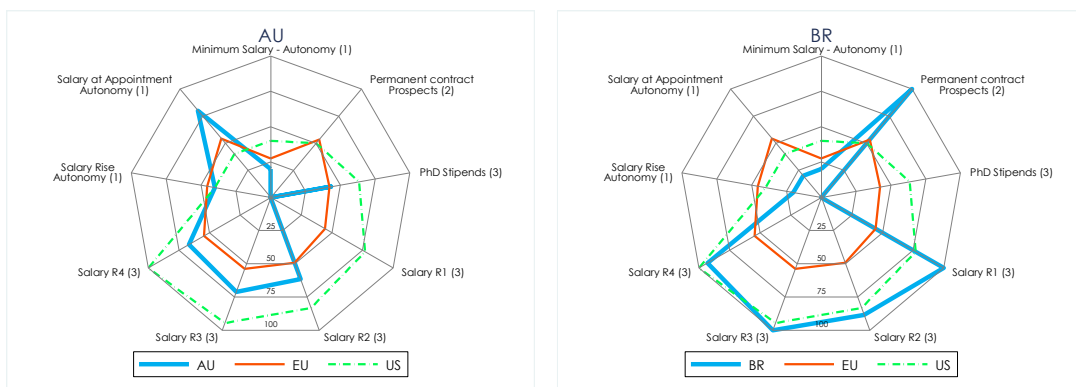 AU
Minimum Salary - Autonomy (1)
Salary at Appointment
Autonomy (1)
Permanent contract
Prospects (2)
Salary Rise
Autonomy (1)
PhD Stipends (3)
25
50
Salary R4 (3)
Salary R1 (3)
75
100
Salary R3 (3)
Salary R2 (3)
AU
EU
US
BR
Minimum Salary - Autonomy (1)
Salary at Appointment
Autonomy (1)
Permanent contract
Prospects (2)
Salary Rise
Autonomy (1)
PhD Stipends (3)
25
50
Salary R4 (3)
Salary R1 (3)
75
100
Salary R3 (3)
Salary R2 (3)
BR
EU
US